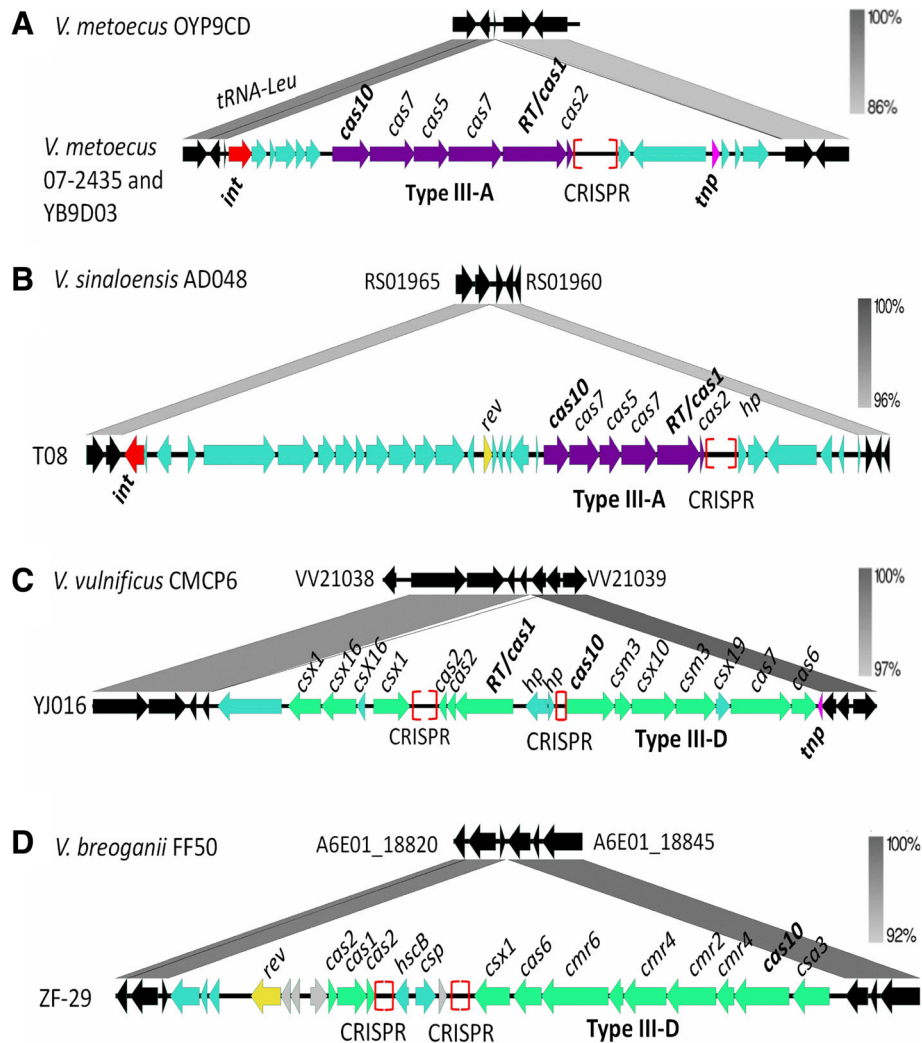 A
V. metoecus OYP9CD
100%
86%
tRNA-Leu
cas10
cas7
cas5
cas7
RT/cas1
cas2
V. metoecus
07-2435 and
YB9D03
int
Type III-A
CRISPR
tnp
B
V. sinaloensis AD048
RS01965
RS01960
100%
96%
rev
cas10
cas7
cas5
cas7
RT/cas1
cas2
hp
T08
int
Type III-A
CRISPR
C
V. vulnificus CMCP6
VV21038
VV21039
100%
97%
csx1
csx16
csX16
csx1
cas2
cas2
RT/cas1
hp
hp
cas10
csm3
csx10
csm3
csx19
cas7
cas6
YJ016
CRISPR
CRISPR
Type III-D
tnp
D
V. breoganii FF50
A6E01_18820
A6E01_18845
100%
92%
rev
cas2
cas1
cas2
hscB
csp
csx1
cas6
cmr6
cmr4
cmr2
cmr4
cas10
csa3
ZF-29
CRISPR
CRISPR
Type III-D